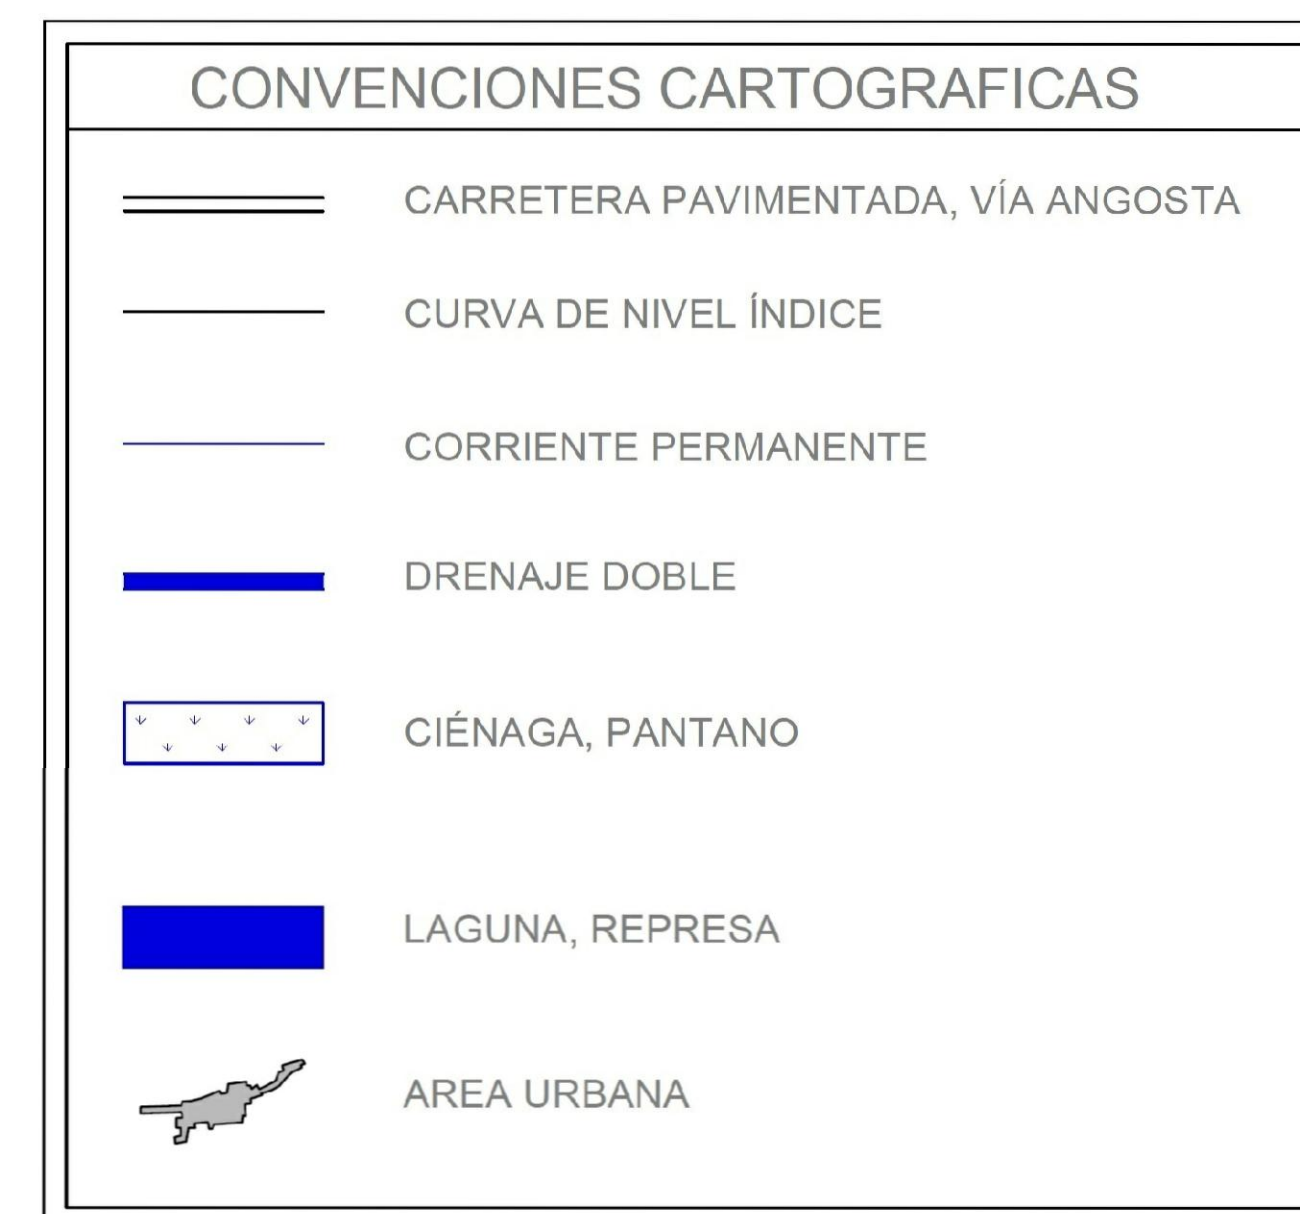 CONVENCIONES CARTOGRAFICAS
CARRETERA PAVIMENTADA, VÍA ANGOSTA
CURVA DE NIVEL ÍNDICE
CORRIENTE PERMANENTE
DRENAJE DOBLE
CIÉNAGA, PANTANO
LAGUNA, REPRESA
AREA URBANA